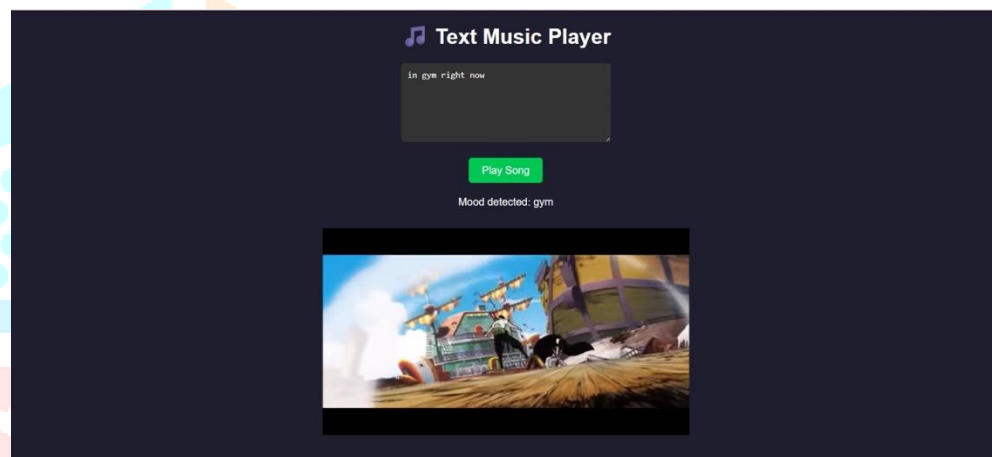 🎵 Text Music Player
in gym right now
Play Song
Mood detected: gym